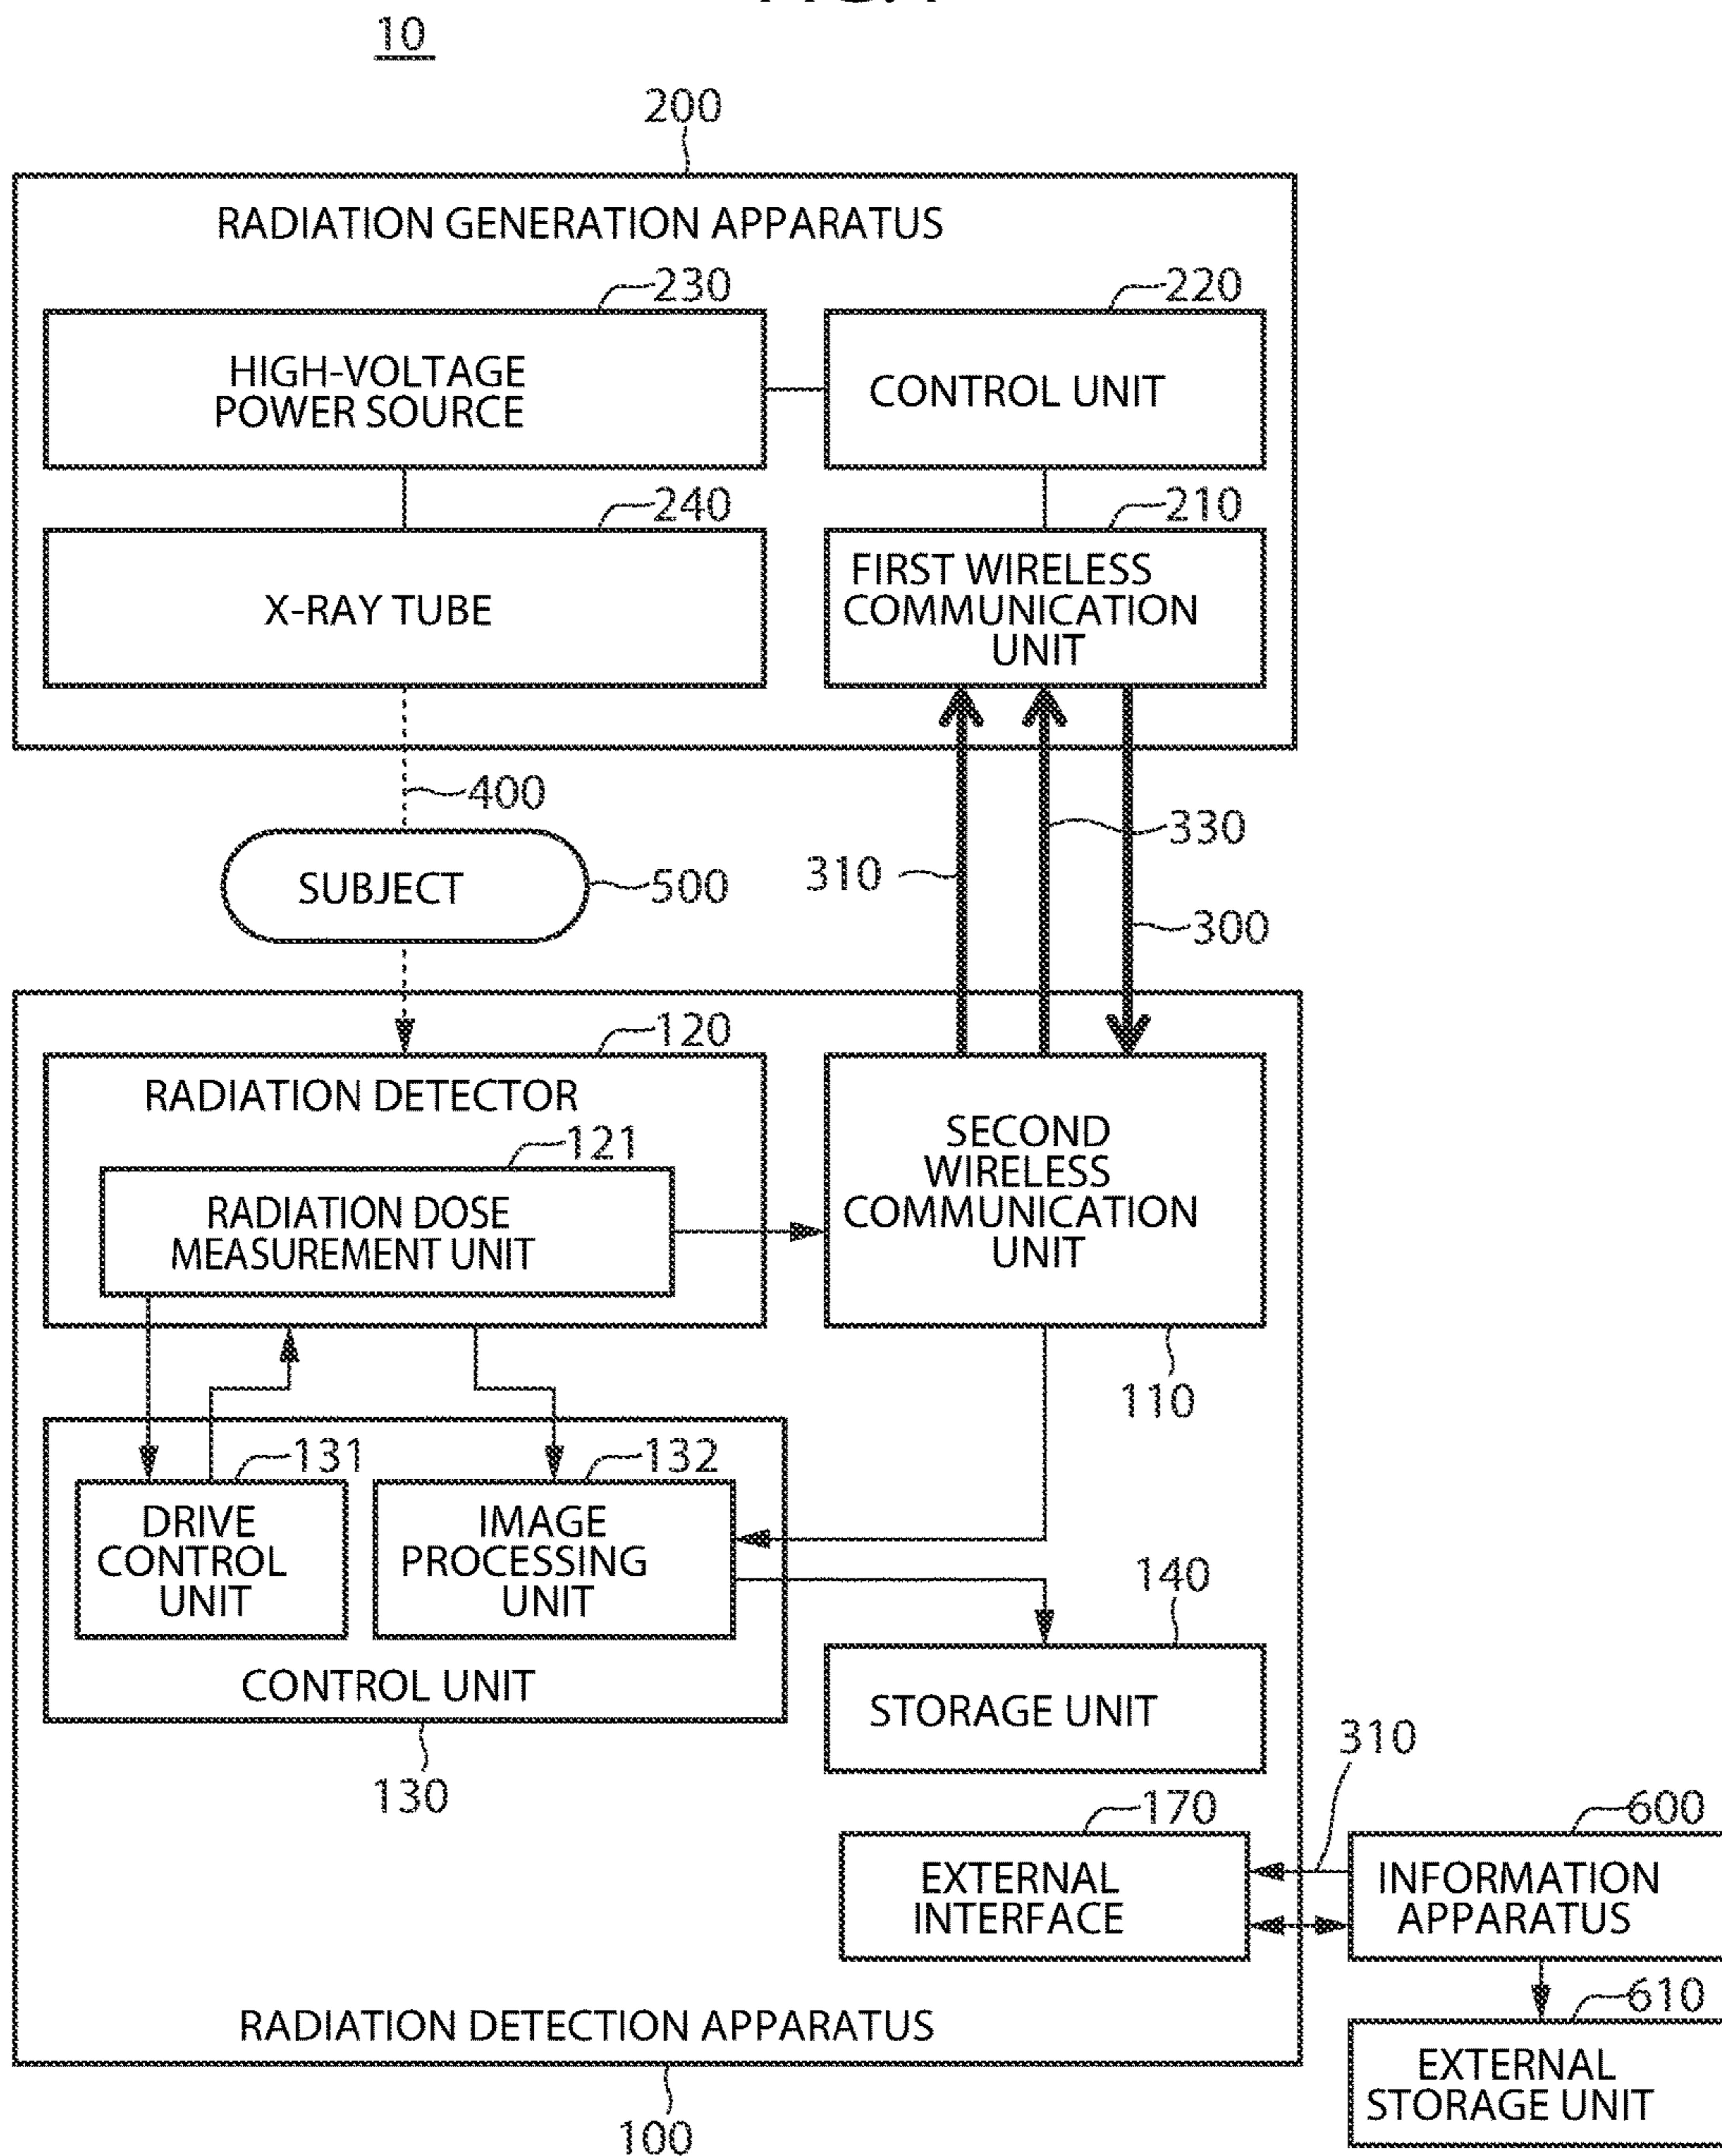 10
200
RADIATION GENERATION APPARATUS
230
220
HIGH-VOLTAGE
POWER SOURCE
CONTROL UNIT
240
210
X-RAY TUBE
FIRST WIRELESS
COMMUNICATION
UNIT
400
330
310
SUBJECT
500
300
120
RADIATION DETECTOR
121
RADIATION DOSE
MEASUREMENT UNIT
SECOND
WIRELESS
COMMUNICATION
UNIT
110
131
132
DRIVE
CONTROL
UNIT
IMAGE
PROCESSING
UNIT
140
CONTROL UNIT
130
STORAGE UNIT
310
170
600
EXTERNAL
INTERFACE
INFORMATION
APPARATUS
610
RADIATION DETECTION APPARATUS
EXTERNAL
STORAGE UNIT
100